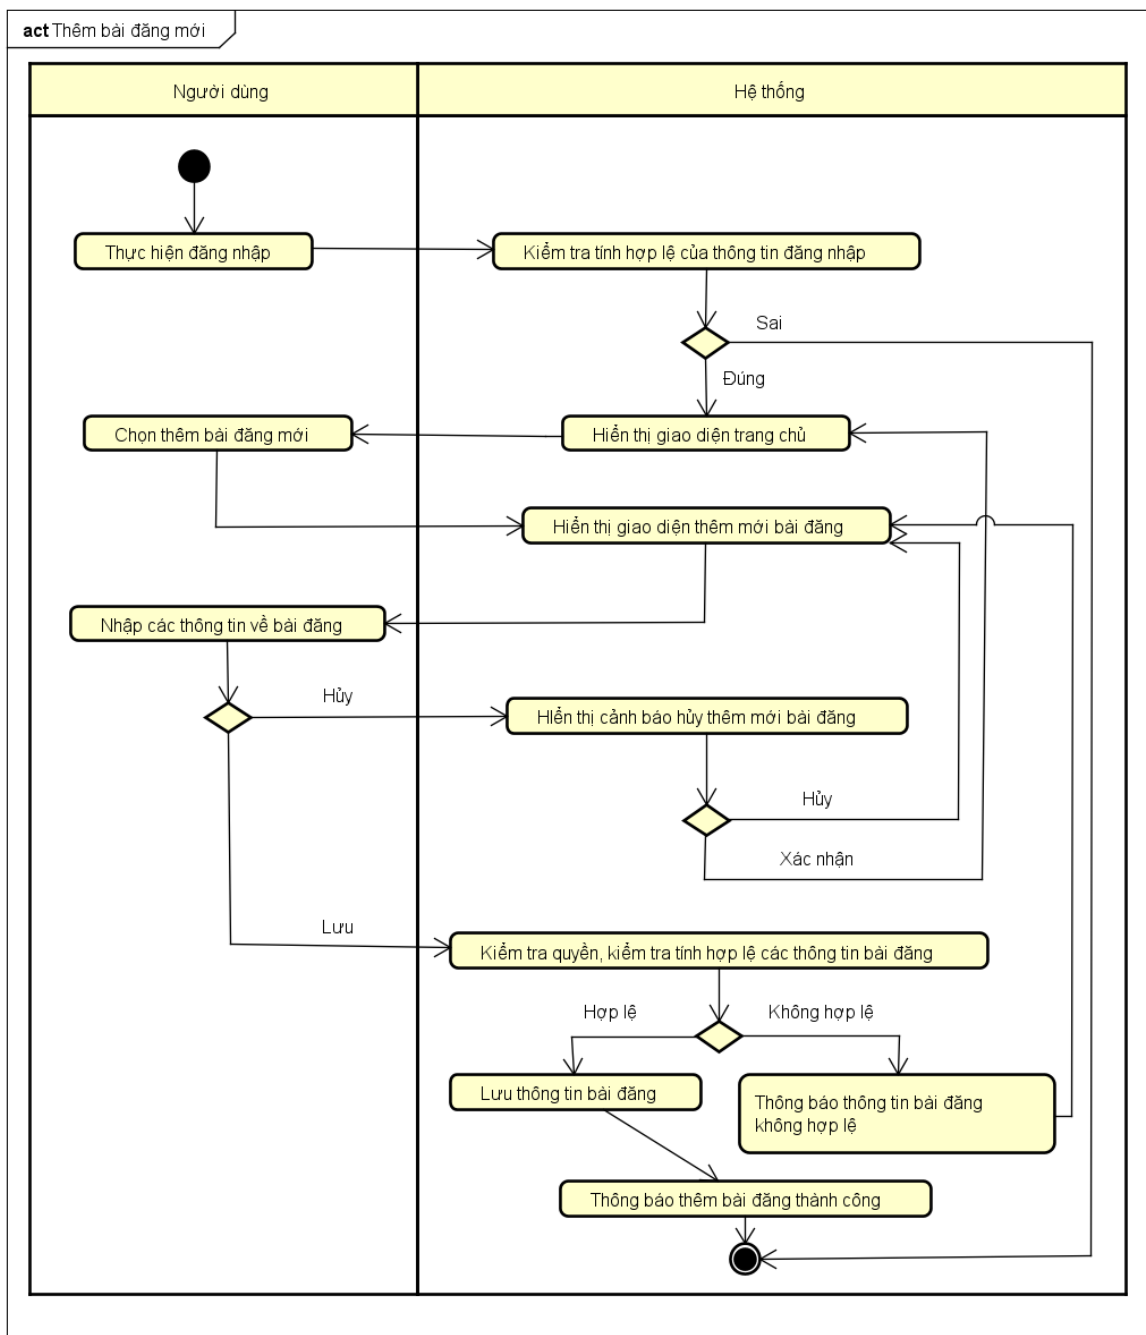 act Thêm bài đăng mới
Người dùng
Hệ thống
Thực hiện đăng nhập
Kiểm tra tính hợp lệ của thông tin đăng nhập
Sai
Đúng
Chọn thêm bài đăng mới
Hiển thị giao diện trang chủ
Hiển thị giao diện thêm mới bài đăng
Nhập các thông tin về bài đăng
Hủy
HIển thị cảnh báo hủy thêm mới bài đăng
Hủy
Xác nhận
Lưu
Kiểm tra quyền, kiểm tra tính hợp lệ các thông tin bài đăng
Hợp lệ
Không hợp lệ
Lưu thông tin bài đăng
Thông báo thông tin bài đăng
không hợp lệ
Thông báo thêm bài đăng thành công